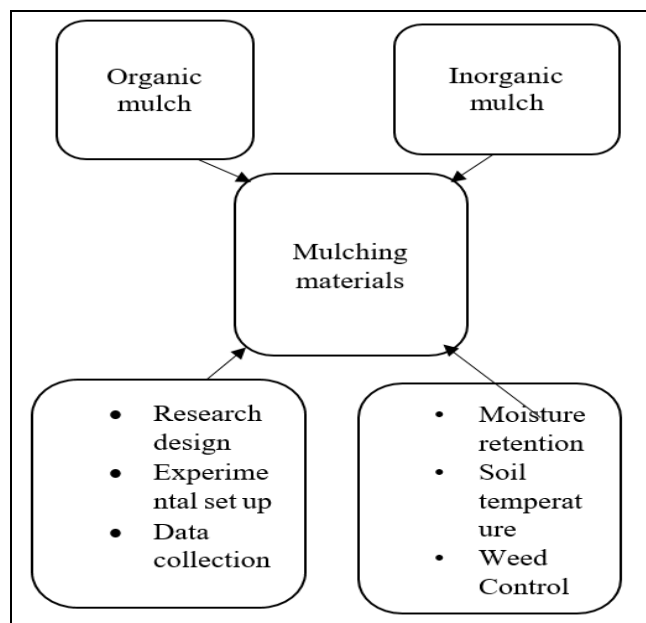 Organic
mulch
Inorganic
mulch
Mulching
materials
● Research
design
● Experime
ntal set up
● Data
collection
• Moisture
retention
• Soil
temperat
ure
• Weed
Control